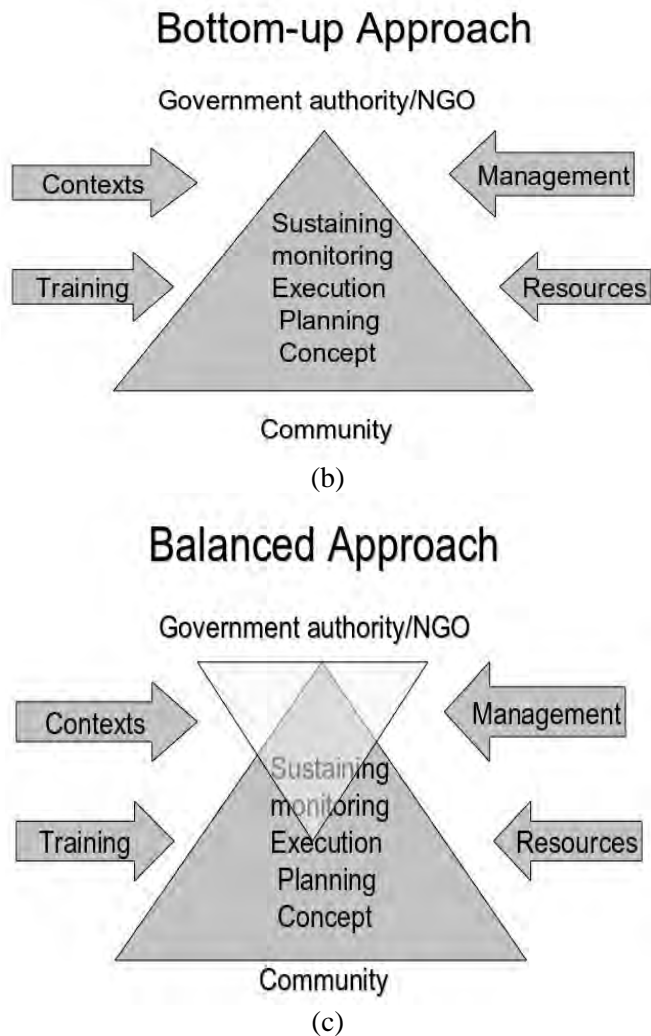 Bottom-up Approach
Government authority/NGO
Contexts
Management
Sustaining
monitoring
Training
Execution
Resources
Planning
Concept
Community
(b)
Balanced Approach
Government authority/NGO
Contexts
Management
Sustaining
monitoring
Training
Execution
Resources
Planning
Concept
Community
(c)